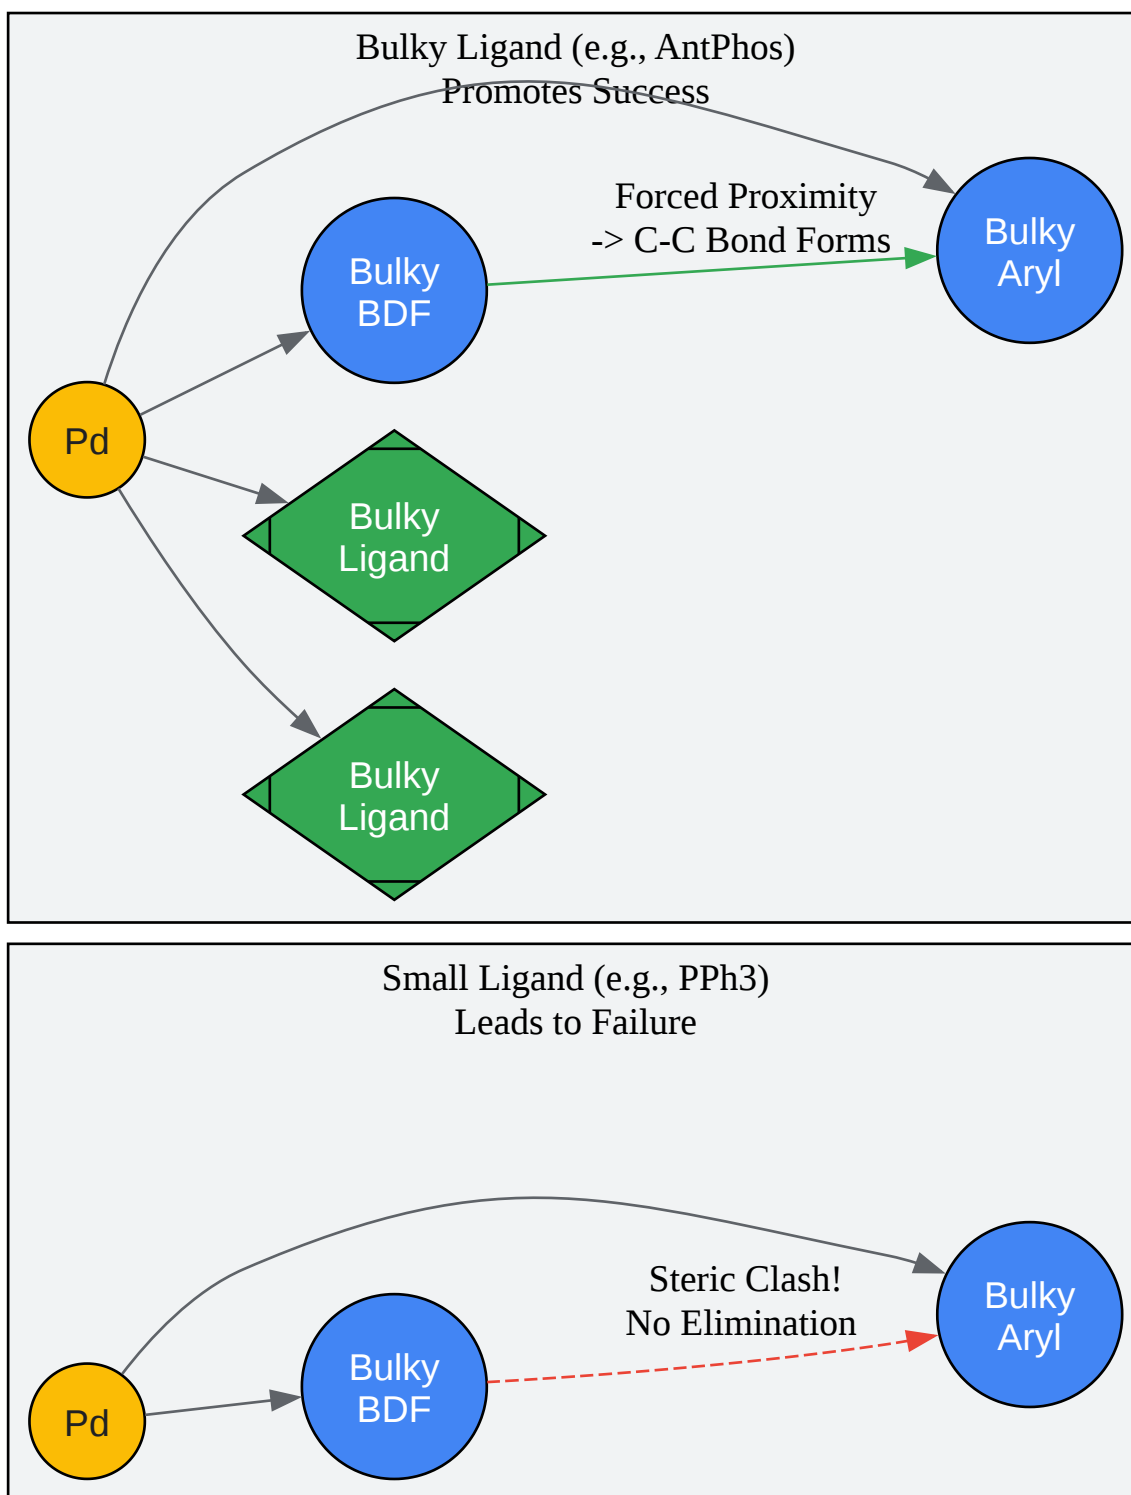 Bulky Ligand (e.g., AntPhos)
Promotes Success
Forced Proximity
-> C-C Bond Forms
Bulky
Aryl
Bulky
BDF
Pd
Bulky
Ligand
Bulky
Ligand
Small Ligand (e.g., PPh3)
Leads to Failure
Steric Clash!
No Elimination
Bulky
Aryl
Bulky
BDF
Pd